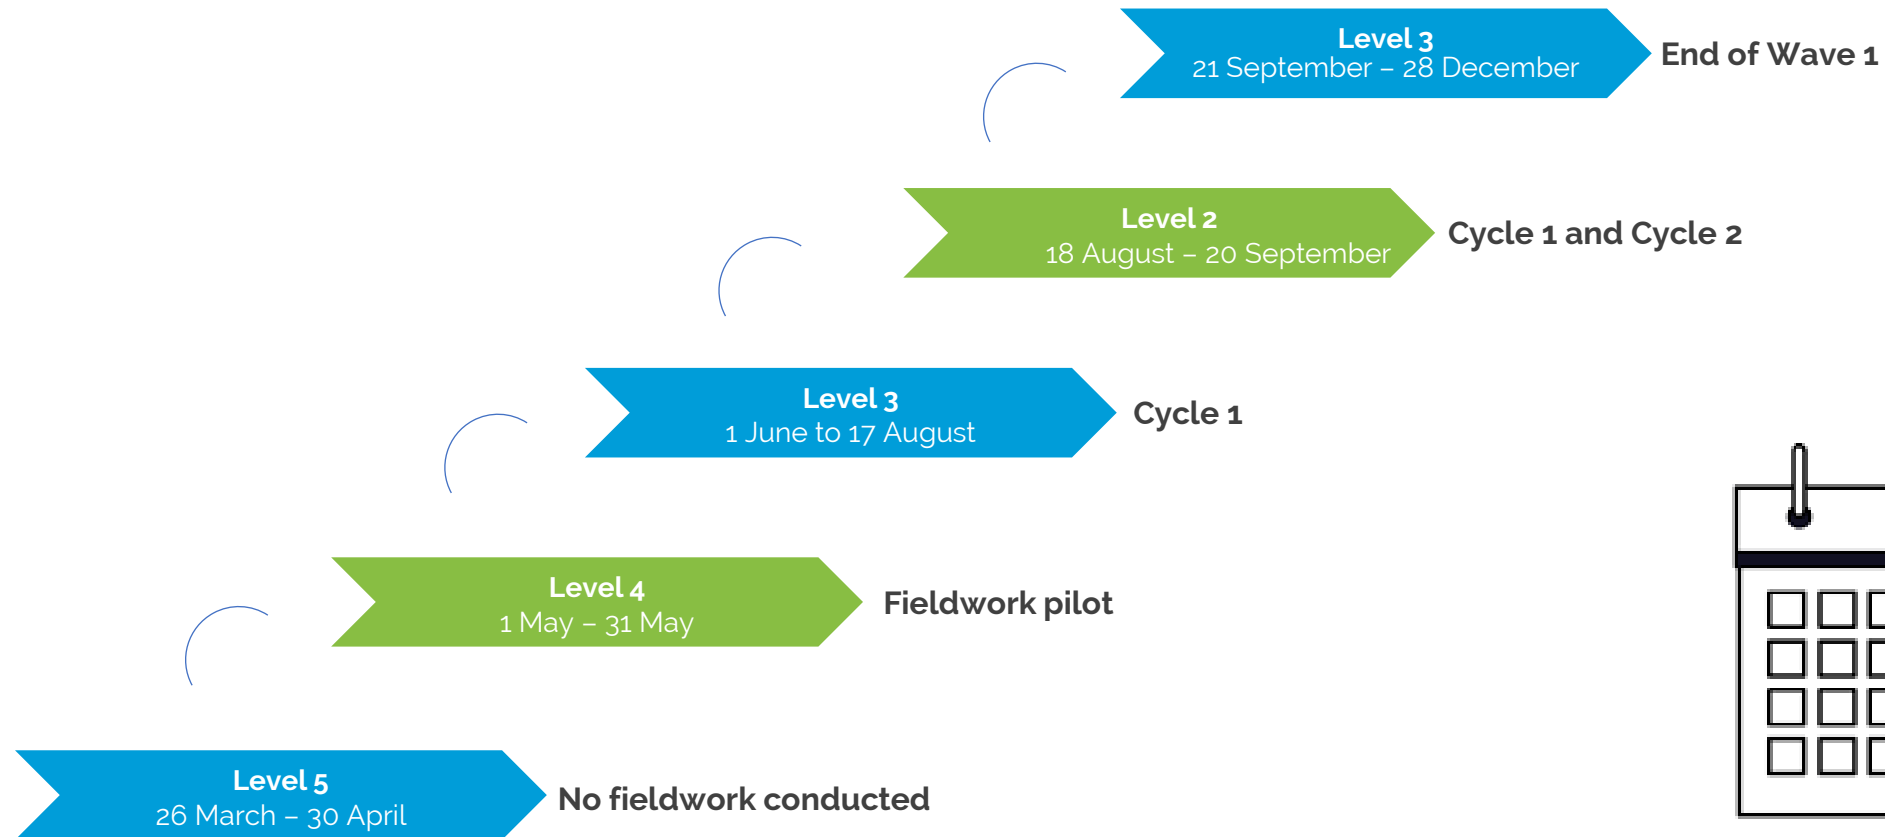 Level 3
21 September – 28 December
End of Wave 1
Level 2
18 August – 20 September
Cycle 1 and Cycle 2
Level 3
1 June to 17 August
Cycle 1
Level 4
1 May – 31 May
Fieldwork pilot
Level 5
26 March – 30 April
No fieldwork conducted